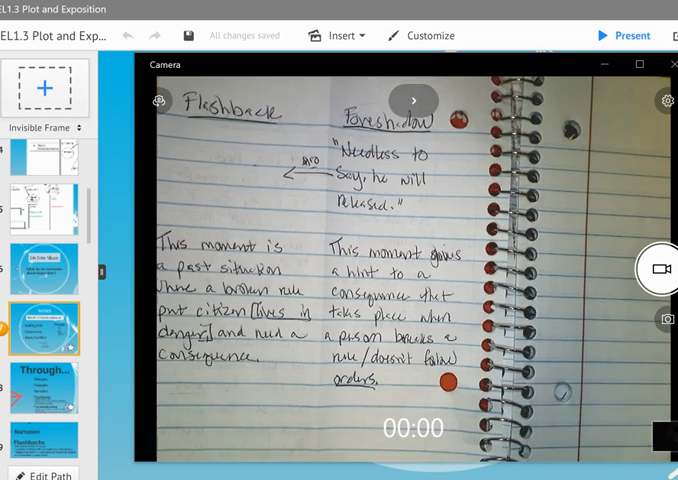 EL1.3 Plot and Exposition
EL1.3 Plot and Exp...
All changes saved
Insert
Customize
Present
Invisible Frame
Through...
Narration
Flashbacks
Edit Path
Camera
Flashback
Foreshadow
"Needless to
say, he will
released."
This moment is
a past situation
where a broken rule
put citizen [lives in
danger] and need a
consequence.
This moment gives
a hint to a
consequence that
takes place when
a person breaks a
rule/doesn't follow
orders.
00:00